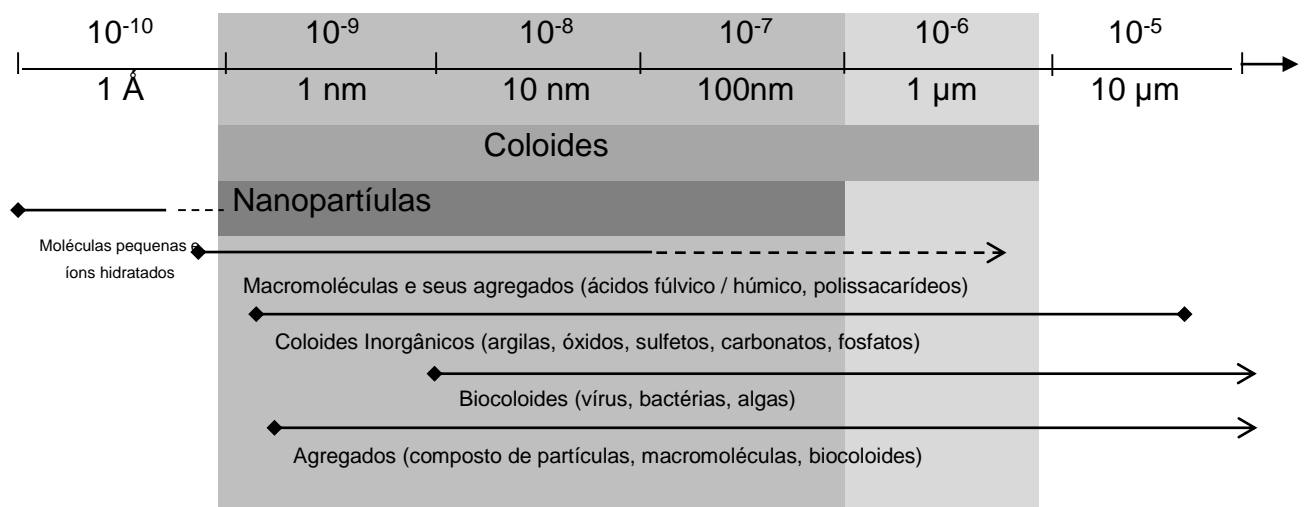 10-10 10-9 10-8 10-7 10-6 10-5
1 Å 1 nm 10 nm 100nm 1 µm 10 µm
Coloides
Nanopartíulas
Moléculas pequenas e
íons hidratados
Macromoléculas e seus agregados (ácidos fúlvico / húmico, polissacarídeos)
Coloides Inorgânicos (argilas, óxidos, sulfetos, carbonatos, fosfatos)
Biocoloides (vírus, bactérias, algas)
Agregados (composto de partículas, macromoléculas, biocoloides)